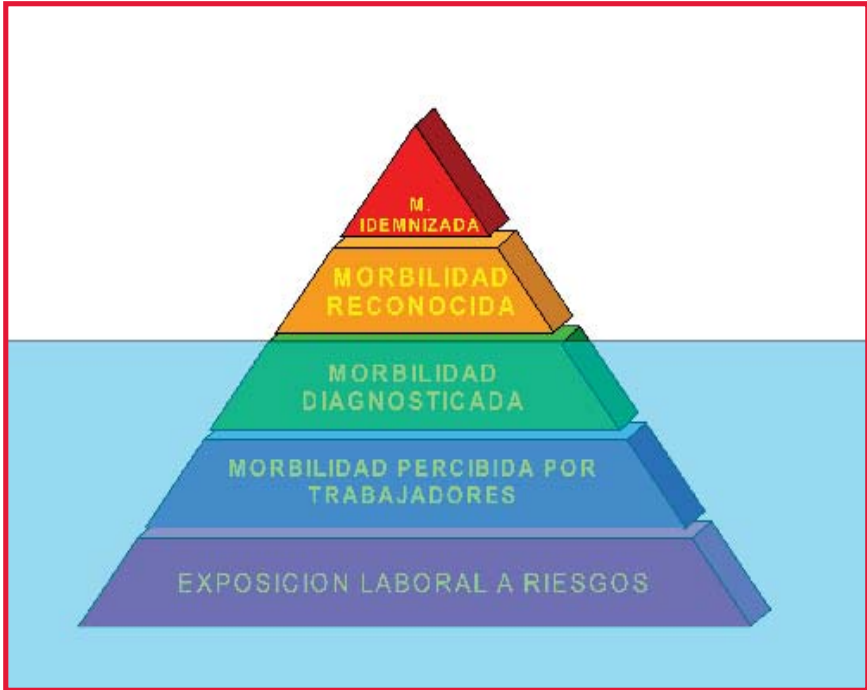 M.
IDEMNIZADA
MORBILIDAD
RECONOCIDA
MORBILIDAD
DIAGNOSTICADA
MORBILIDAD PERCIBIDA POR
TRABAJADORES
EXPOSICION LABORAL A RIESGOS